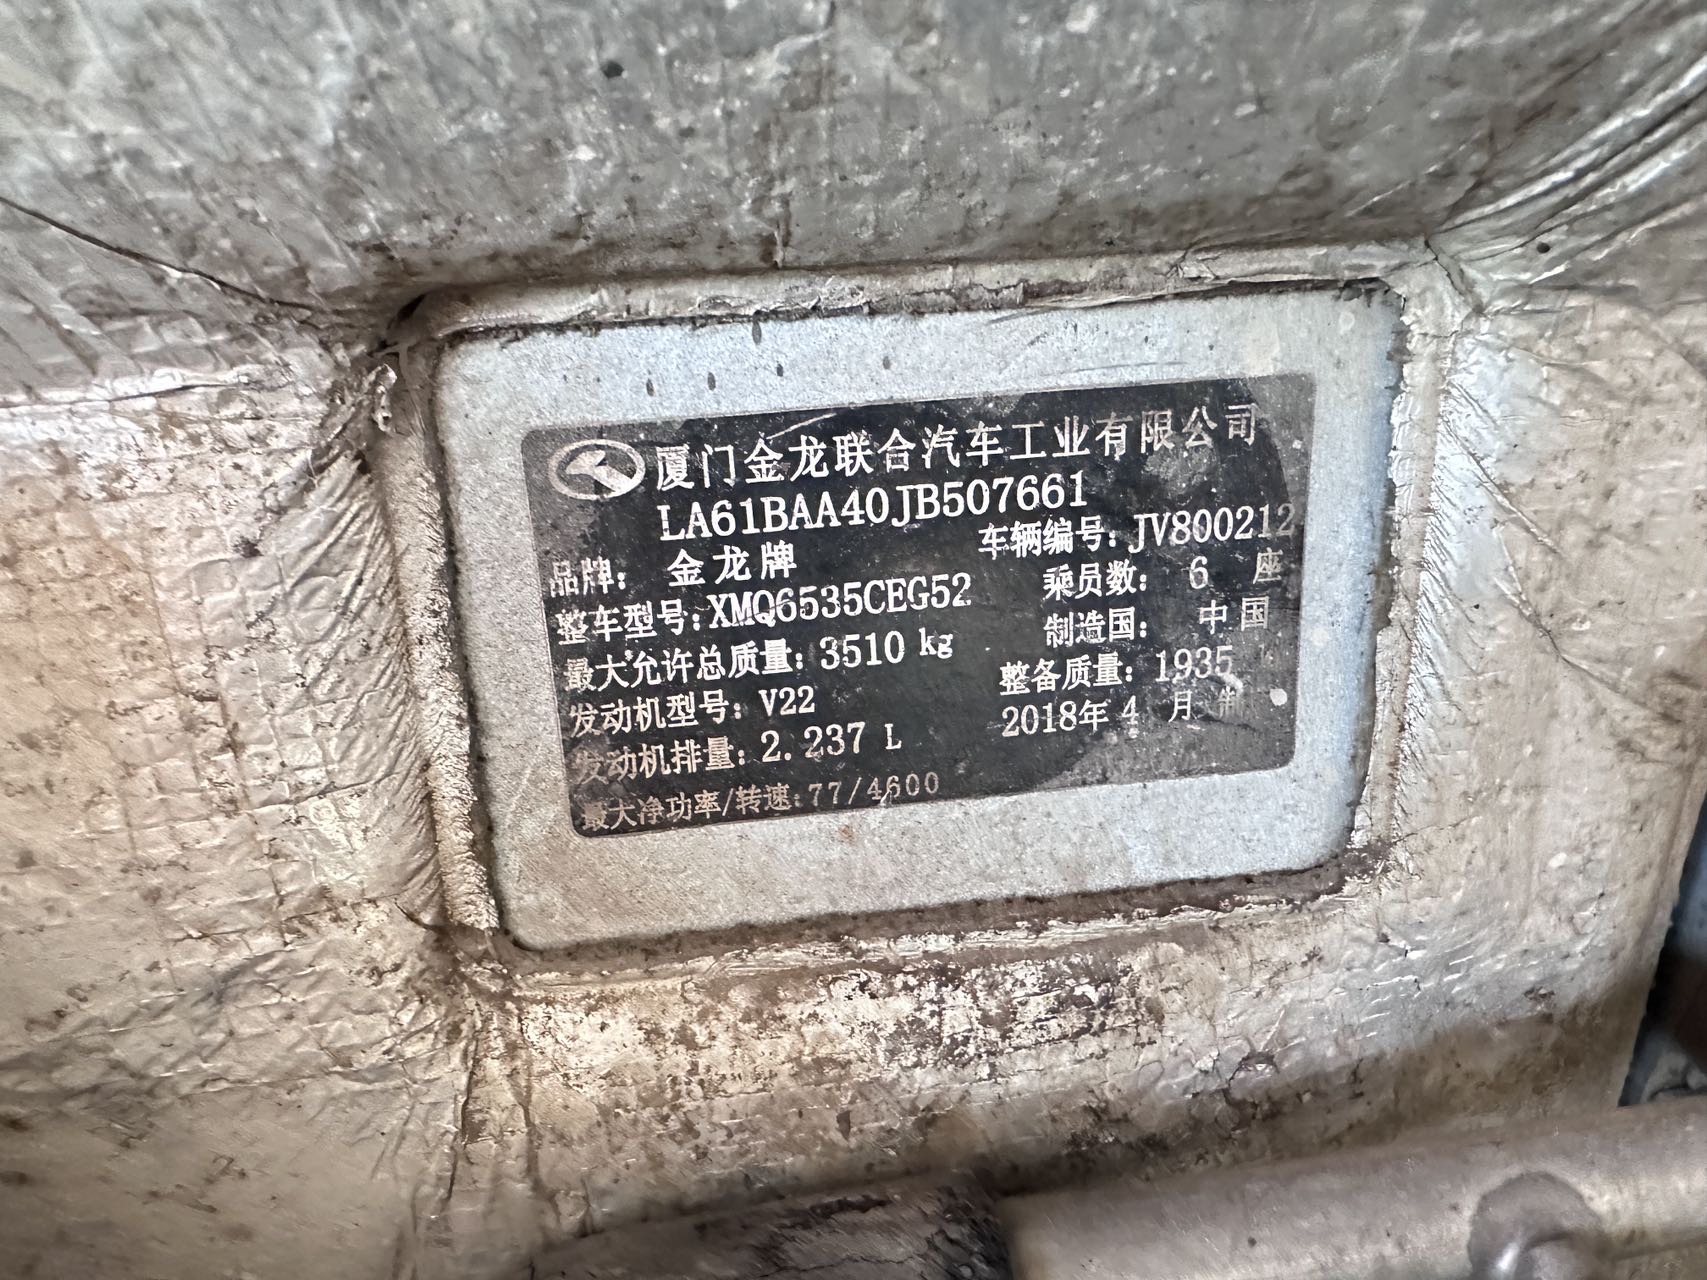 厦门金龙联合汽车工业有限公司
LA61BAA40JB507661
品牌: 金龙牌 车辆编号: JV800212
整车型号: XMQ6535CEG52 乘员数: 6 座
最大允许总质量: 3510 kg 制造国: 中国
发动机型号: V22 整备质量: 1935
发动机排量: 2.237 L 2018年 4 月 制
最大净功率/转速: 77/4600